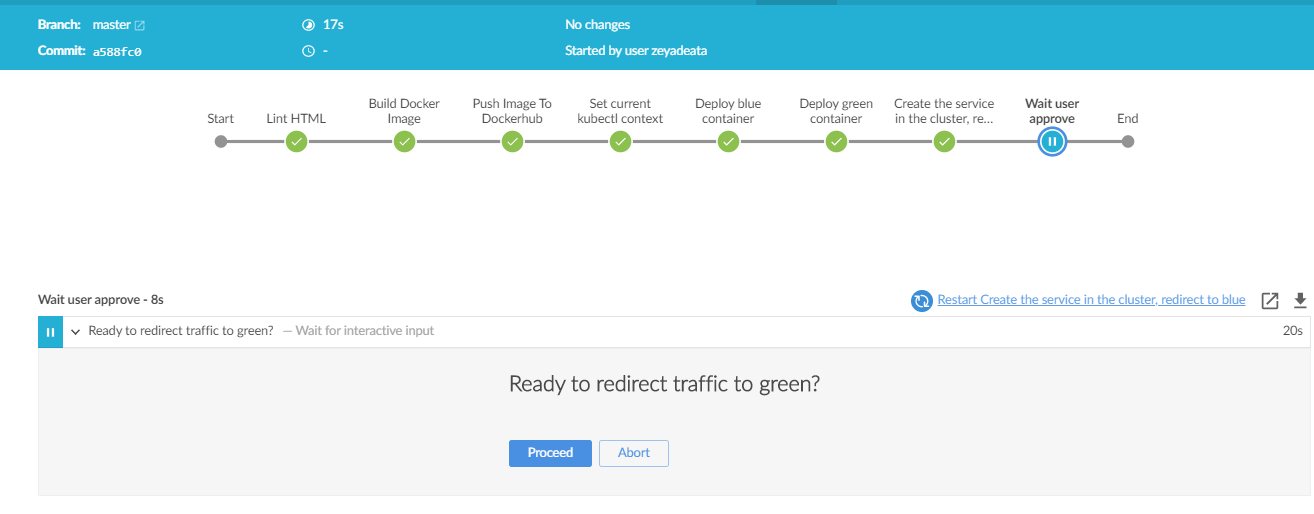 Branch: master 17s No changes
Commit: a588fc0 - Started by user zeyadeata
Start
Lint HTML
Build Docker
Image
Push Image To
Dockerhub
Set current
kubectl context
Deploy blue
container
Deploy green
container
Create the service
in the cluster, re...
Wait user
approve
End
Wait user approve - 8s
Restart Create the service in the cluster, redirect to blue
Ready to redirect traffic to green? — Wait for interactive input 20s
Ready to redirect traffic to green?
Proceed Abort